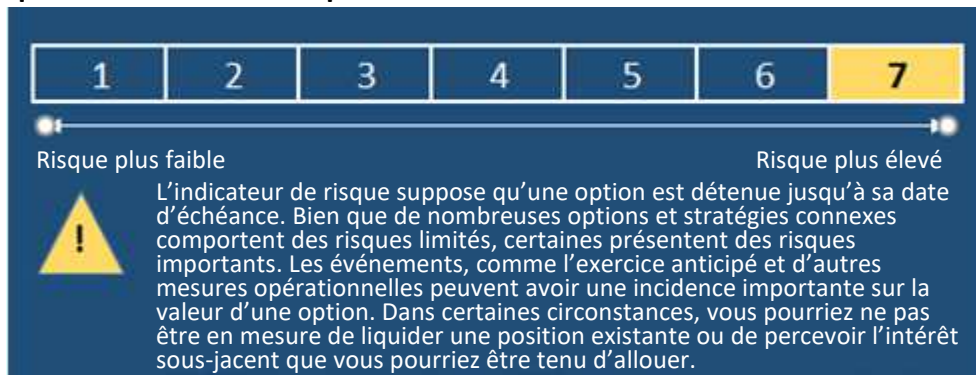 1 2 3 4 5 6 7
Risque plus faible Risque plus élevé
!
L’indicateur de risque suppose qu’une option est détenue jusqu’à sa date
d’échéance. Bien que de nombreuses options et stratégies connexes
comportent des risques limités, certaines présentent des risques
importants. Les événements, comme l’exercice anticipé et d’autres
mesures opérationnelles peuvent avoir une incidence importante sur la
valeur d’une option. Dans certaines circonstances, vous pourriez ne pas
être en mesure de liquider une position existante ou de percevoir l’intérêt
sous-jacent que vous pourriez être tenu d’allouer.